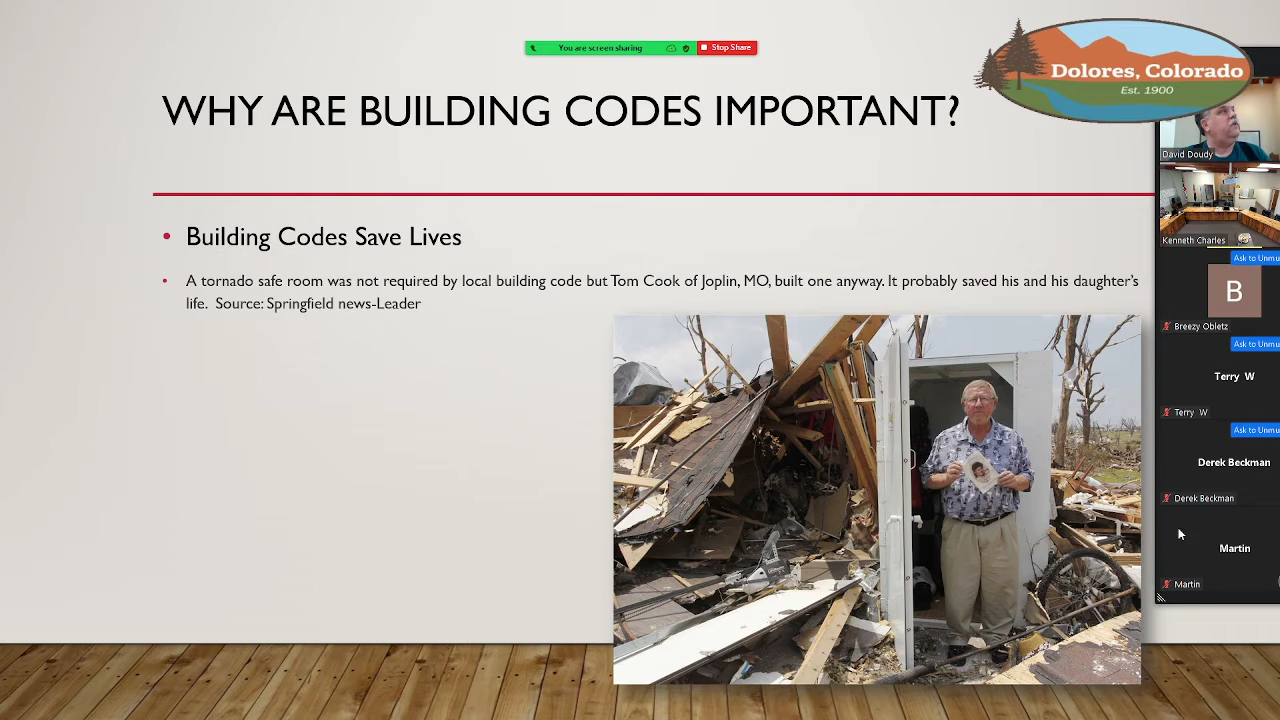 You are screen sharing
Stop Share
Dolores, Colorado
Est. 1900
WHY ARE BUILDING CODES IMPORTANT?
• Building Codes Save Lives
• A tornado safe room was not required by local building code but Tom Cook of Joplin, MO, built one anyway. It probably saved his and his daughter's
life. Source: Springfield news-Leader
David Doudy
Kenneth Charles
Ask to Unmu
B
Breezy Obletz
Ask to Unmu
Terry W
Terry W
Ask to Unmu
Derek Beckman
Derek Beckman
Martin
Martin